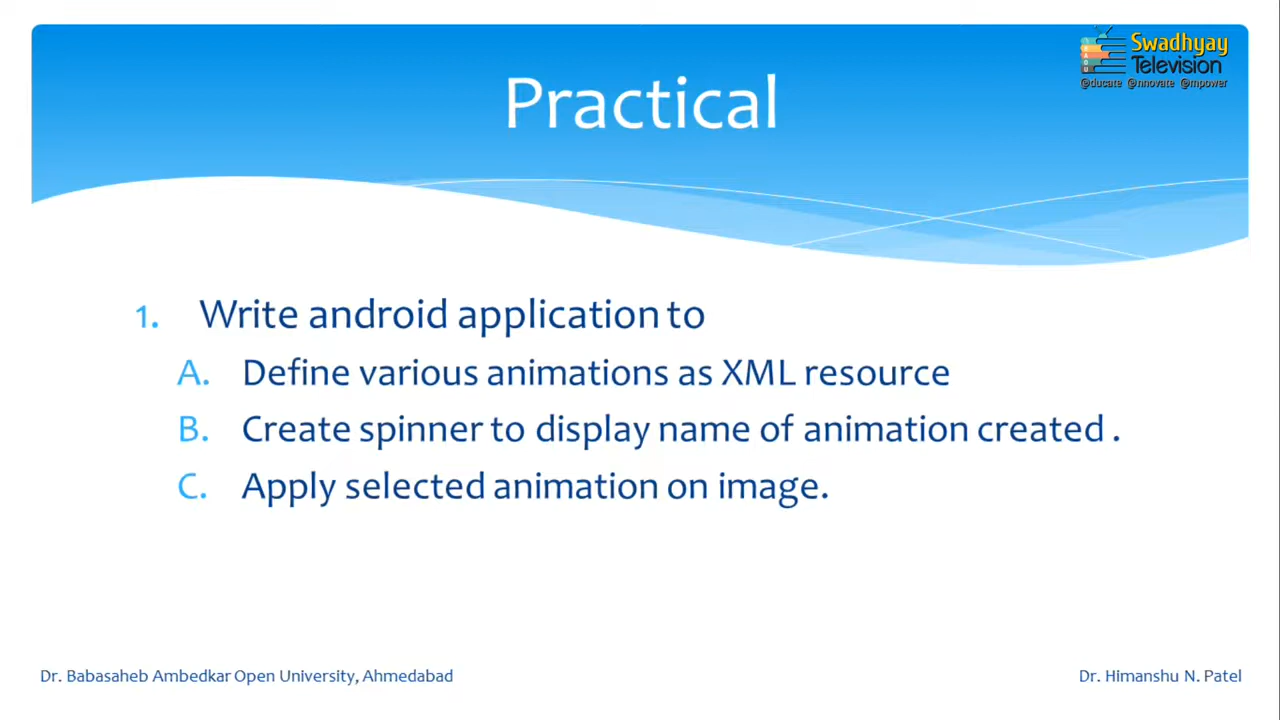 Swadhyay
Television
@ducate @nnovate @mpower
Practical
1. Write android application to
A. Define various animations as XML resource
B. Create spinner to display name of animation created .
C. Apply selected animation on image.
Dr. Babasaheb Ambedkar Open University, Ahmedabad
Dr. Himanshu N. Patel